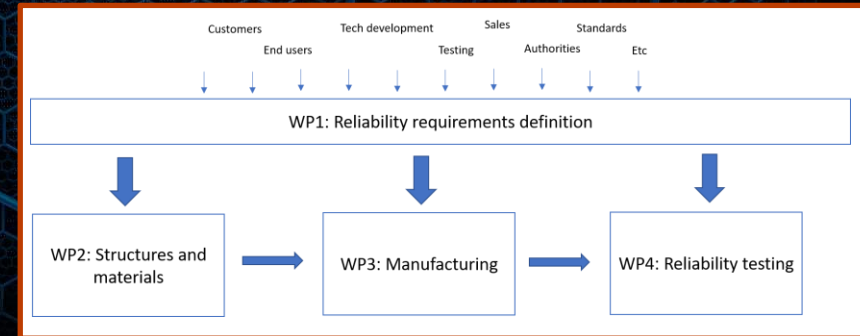 Customers
Tech development
Sales
Standards
End users
Testing
Authorities
Etc
WP1: Reliability requirements definition
WP2: Structures and
materials
WP3: Manufacturing
WP4: Reliability testing